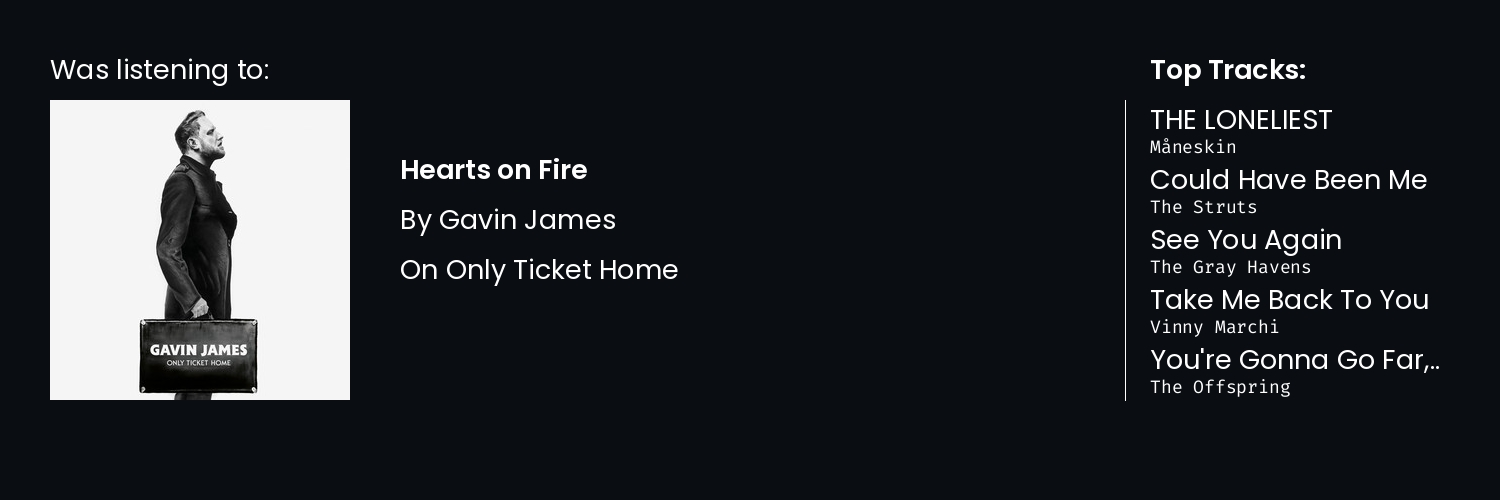 Was listening to:
GAVIN JAMES
ONLY TICKET HOME
Hearts on Fire
By Gavin James
On Only Ticket Home
Top Tracks:
THE LONELIEST
Måneskin
Could Have Been Me
The Struts
See You Again
The Gray Havens
Take Me Back To You
Vinny Marchi
You're Gonna Go Far,..
The Offspring